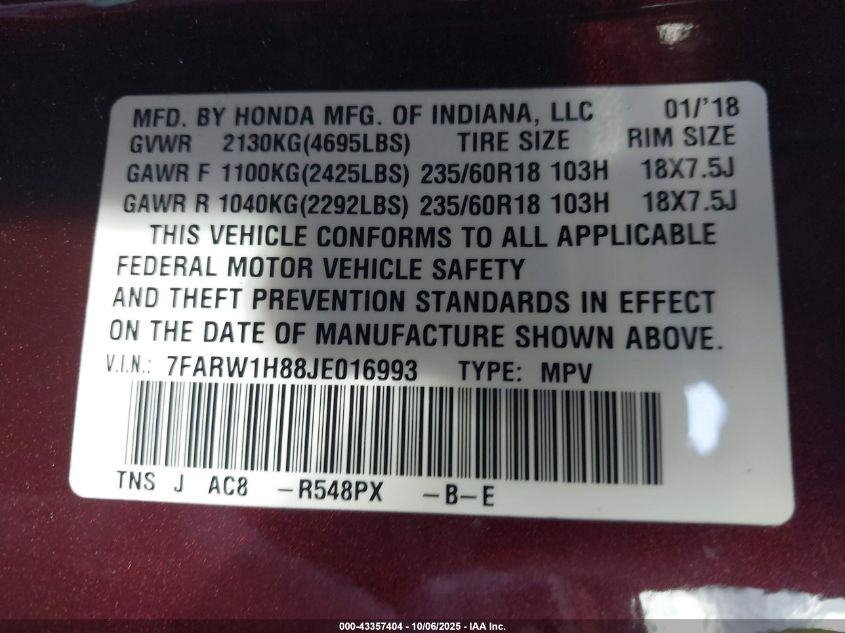 MFD. BY HONDA MFG. OF INDIANA, LLC 01/'18
GVWR 2130KG(4695LBS) TIRE SIZE RIM SIZE
GAWR F 1100KG(2425LBS) 235/60R18 103H 18X7.5J
GAWR R 1040KG(2292LBS) 235/60R18 103H 18X7.5J
THIS VEHICLE CONFORMS TO ALL APPLICABLE
FEDERAL MOTOR VEHICLE SAFETY
AND THEFT PREVENTION STANDARDS IN EFFECT
ON THE DATE OF MANUFACTURE SHOWN ABOVE.
V.I.N.: 7FARW1H88JE016993 TYPE: MPV
TNS J AC8 -R548PX -B-E
000-43357404 - 10/06/2025 - IAA Inc.